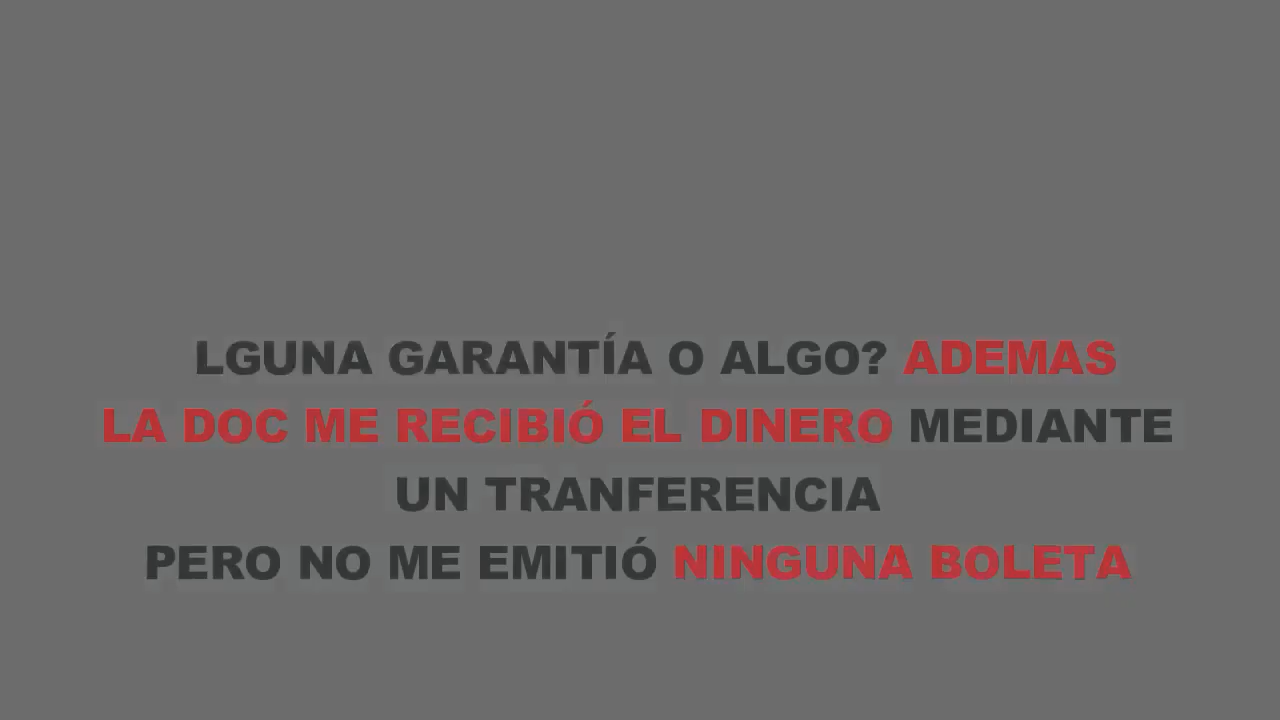 LGUNA GARANTÍA O ALGO? ADEMAS
LA DOC ME RECIBIÓ EL DINERO MEDIANTE
UN TRANFERENCIA
PERO NO ME EMITIÓ NINGUNA BOLETA